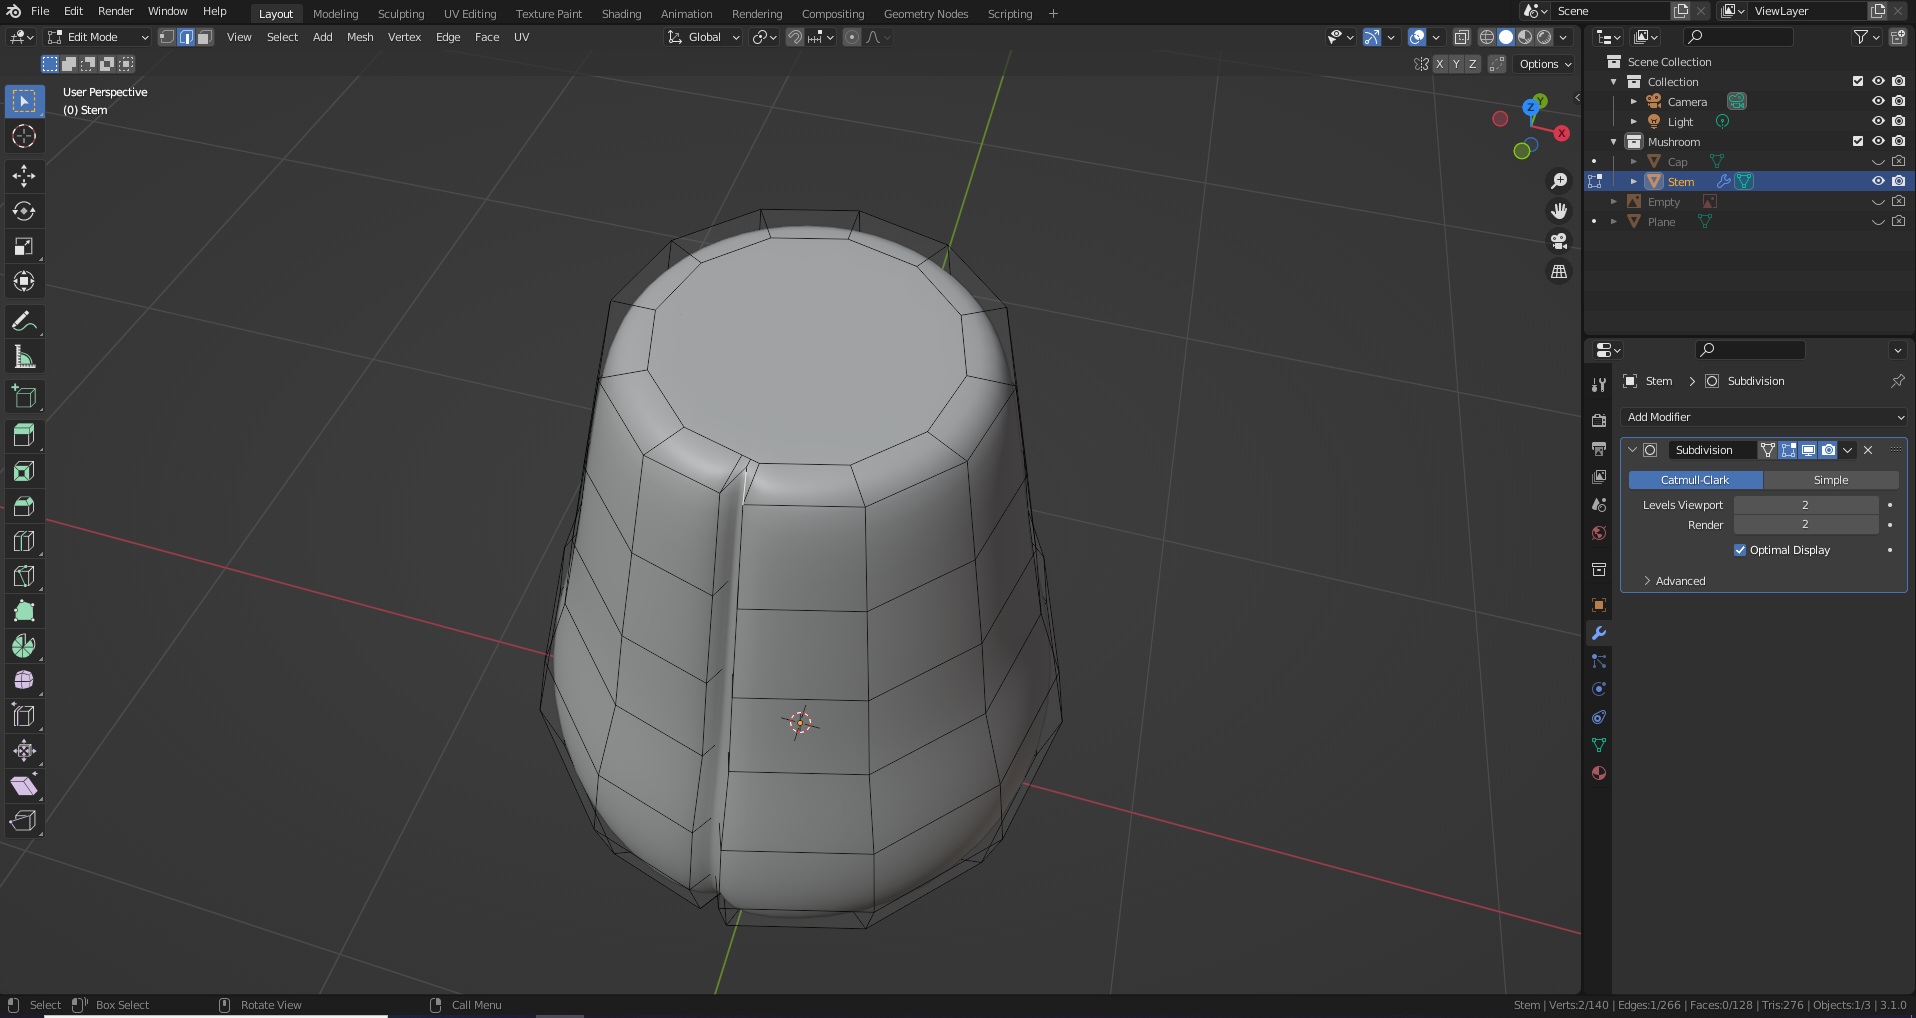 File Edit Render Window Help Layout Modeling Sculpting UV Editing Texture Paint Shading Animation Rendering Compositing Geometry Nodes Scripting + Scene ViewLayer
Edit Mode View Select Add Mesh Vertex Edge Face UV Global
X Y Z Options
User Perspective
(0) Stem
Z Y
X
Scene Collection
Collection
Camera
Light
Mushroom
Cap
Stem
Empty
Plane
Stem > Subdivision
Add Modifier
Subdivision
Catmull-Clark Simple
Levels Viewport 2
Render 2
Optimal Display
Advanced
Select Box Select Rotate View Call Menu Stem | Verts:2/140 | Edges:1/266 | Faces:0/128 | Tris:276 | Objects:1/3 | 3.1.0